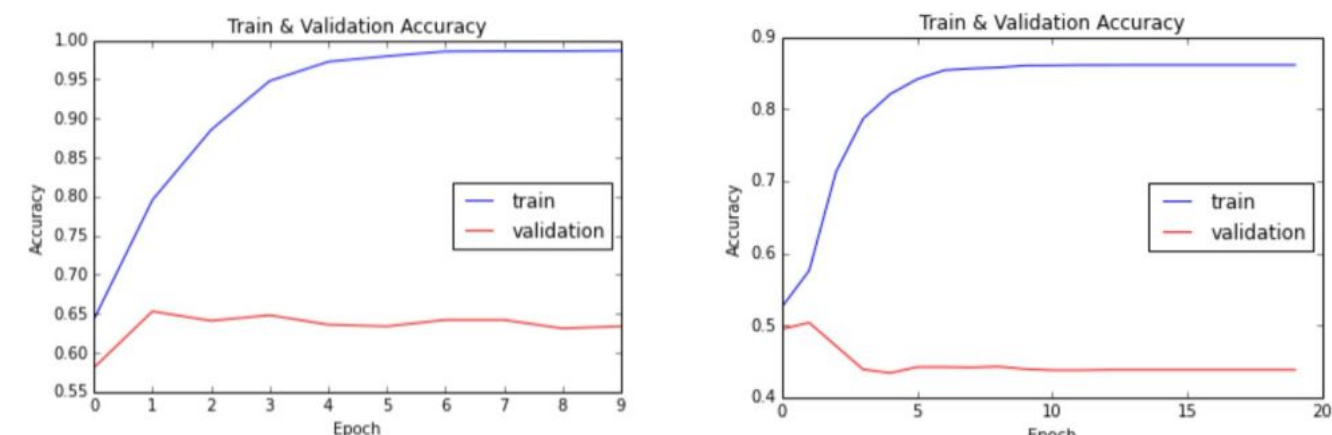 Train & Validation Accuracy
1.00
0.95
0.90
0.85
0.80
0.75
0.70
0.65
0.60
0.55
Accuracy
train
validation
0 1 2 3 4 5 6 7 8 9
Epoch
Train & Validation Accuracy
0.9
0.8
0.7
0.6
0.5
0.4
Accuracy
train
validation
0 5 10 15 20
Epoch